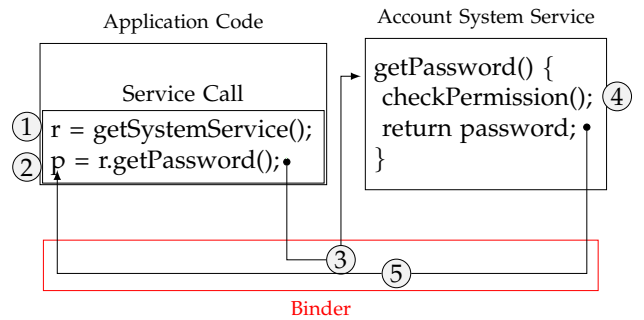 Application Code
Account System Service
Service Call
1 r = getSystemService();
2 p = r.getPassword();
getPassword() {
checkPermission();
4
return password;
}
3
5
Binder